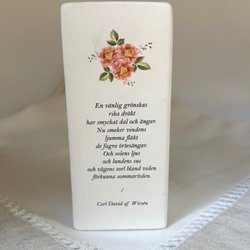 En vänlig grönskas
rika dräkt
har smyckat dal och ängar.
Nu smeker vindens
ljumma fläkt
de fagra örtesängar.
Och solens ljus
och lundens sus
och vågens sorl bland viden
förkunna sommartiden.
/
Carl David af Wirsén